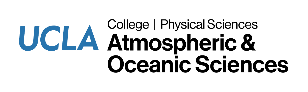 UCLA
College | Physical Sciences
Atmospheric &
Oceanic Sciences